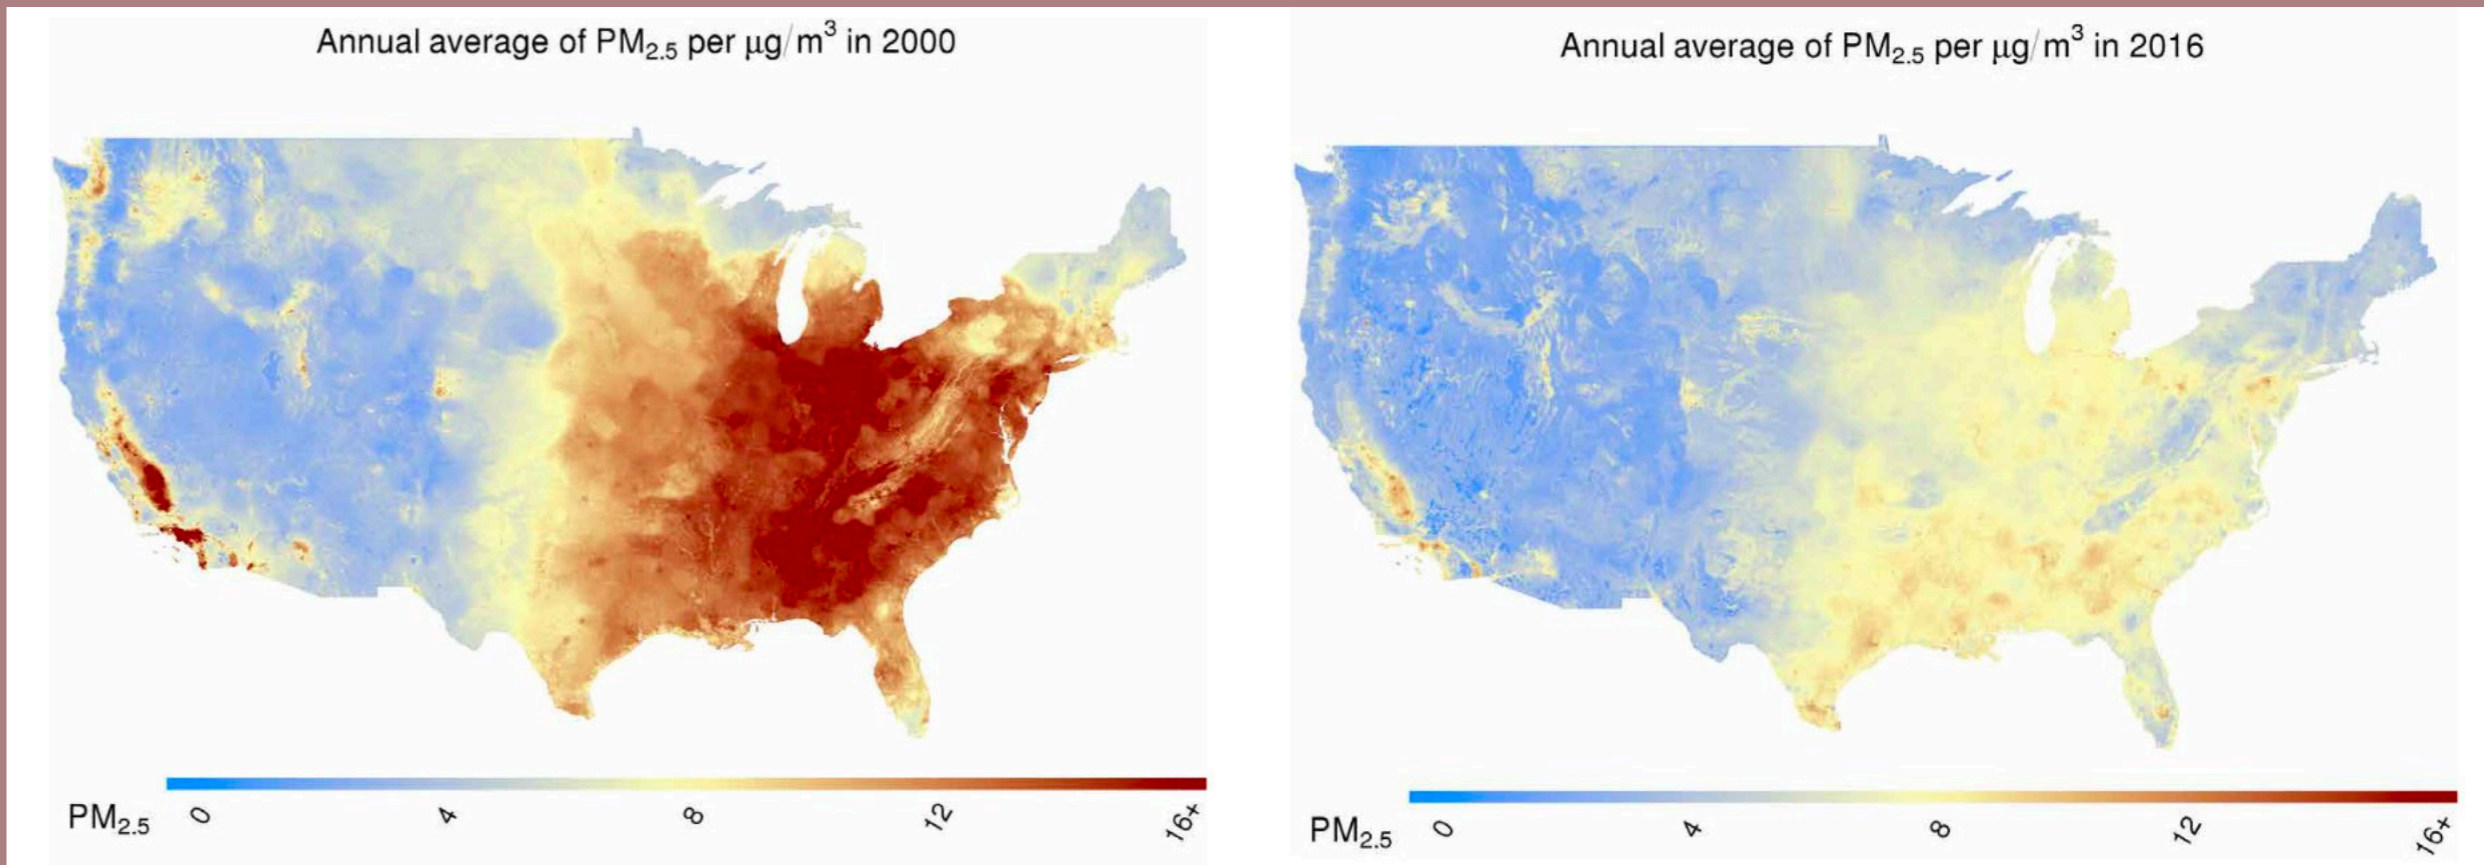 Annual average of PM2.5 per μg/m³ in 2000
PM2.5 0 4 8 12 16+
Annual average of PM2.5 per μg/m³ in 2016
PM2.5 0 4 8 12 16+